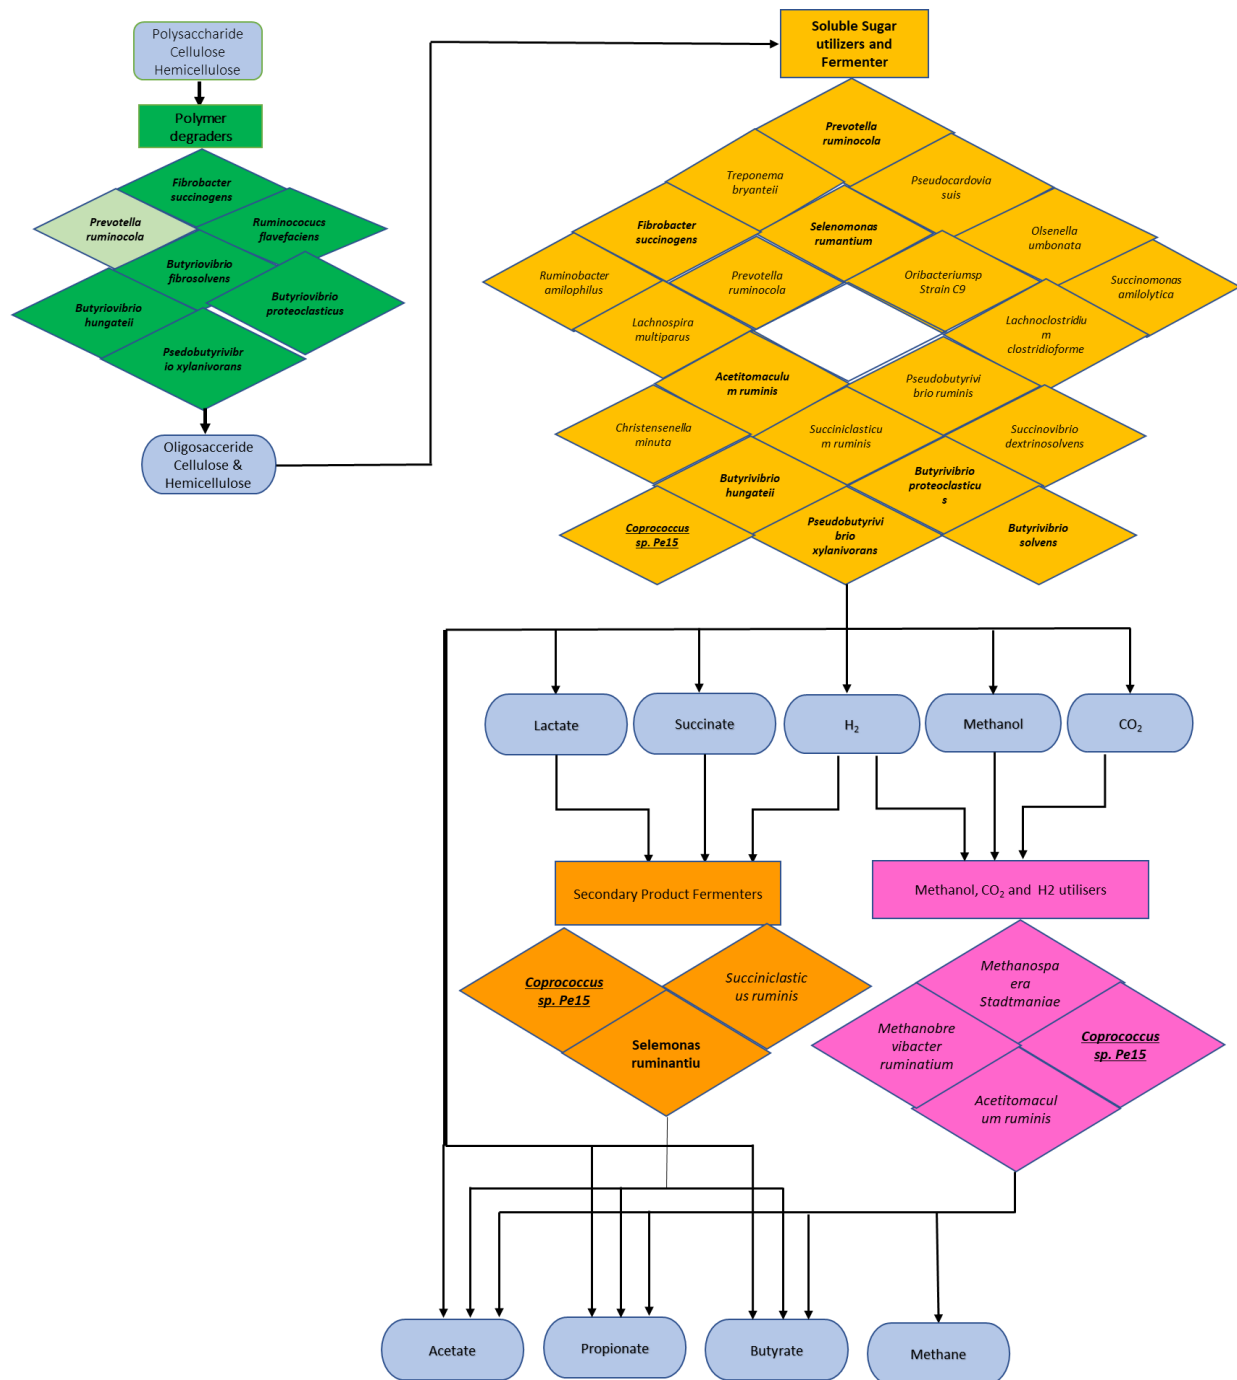 Polysaccharide
Cellulose
Hemicellulose
Polymer
degraders
Fibrobacter
succinogens
Prevotella
ruminocola
Ruminococucs
flavefaciens
Butyriovibrio
fibrosolvens
Butyriovibrio
hungateii
Butyriovibrio
proteoclasticus
Psedobutyrivibr
io xylanivorans
Oligosacceride
Cellulose &
Hemicellulose
Soluble Sugar
utilizers and
Fermenter
Prevotella
ruminocola
Treponema
bryanteii
Pseudocardovia
suis
Fibrobacter
succinogens
Selenomonas
rumantium
Olsenella
umbonata
Ruminobacter
amilophilus
Prevotella
ruminocola
Oribacteriumsp
Strain C9
Succinomonas
amilolytica
Lachnospira
multiparus
Lachnoclostridiu
m
clostridioforme
Acetitomaculu
m ruminis
Pseudobutyrivi
brio ruminis
Christensenella
minuta
Succiniclasticu
m ruminis
Succinovibrio
dextrinosolvens
Butyrivibrio
hungateii
Butyrivibrio
proteoclasticu
s
Coprococcus
sp. Pe15
Pseudobutyrivi
brio
xylanivorans
Butyrivibrio
solvens
Lactate
Succinate
H2
Methanol
CO2
Secondary Product Fermenters
Methanol, CO2 and H2 utilisers
Coprococcus
sp. Pe15
Succiniclastic
us ruminis
Selemonas
ruminantiu
Methanospa
era
Stadtmaniae
Methanobre
vibacter
ruminatium
Coprococcus
sp. Pe15
Acetitomacul
um ruminis
Acetate
Propionate
Butyrate
Methane